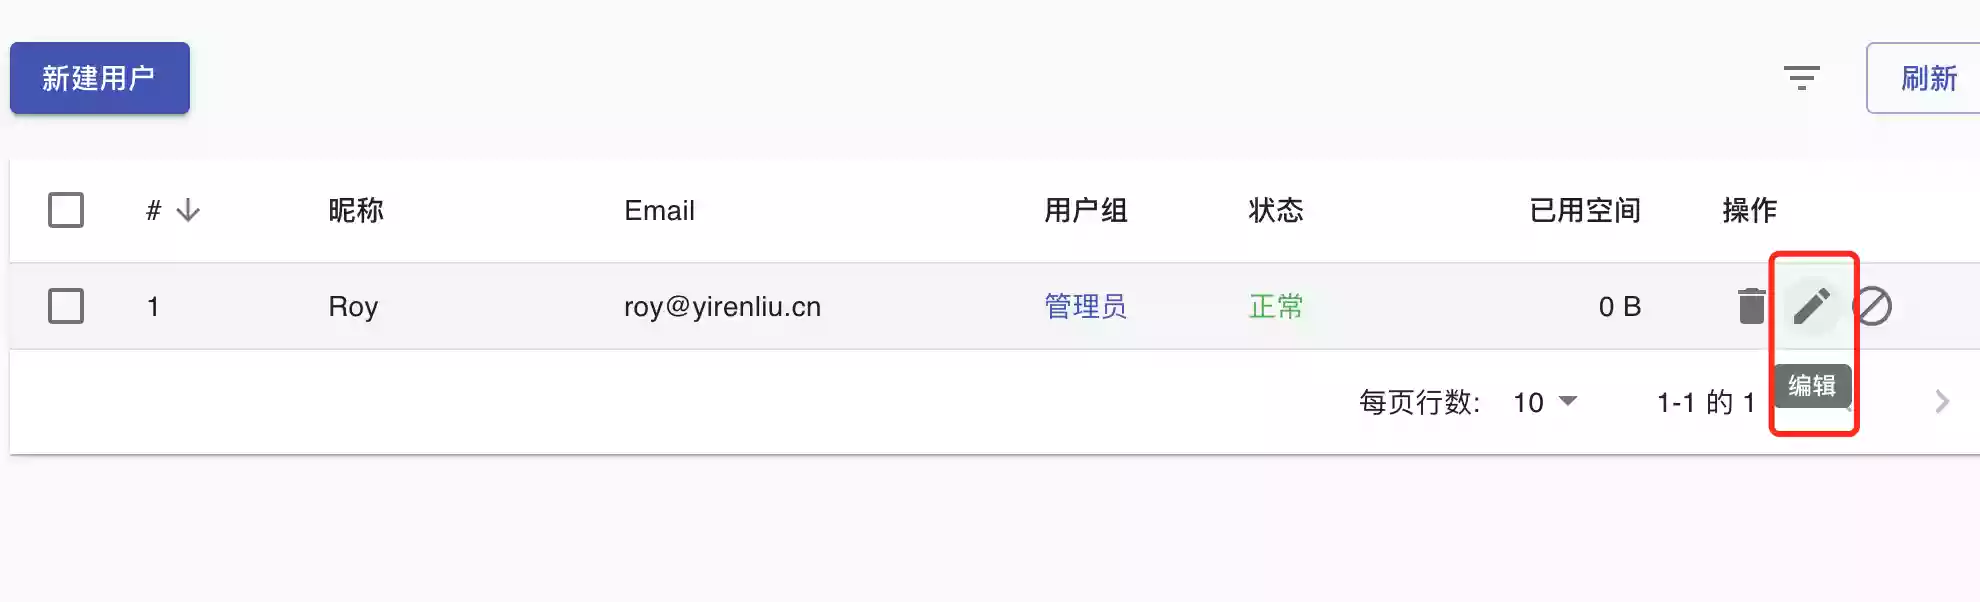 新建用户
刷新
# 昵称 Email 用户组 状态 已用空间 操作
1 Roy roy@yirenliu.cn 管理员 正常 0 B
编辑
每页行数: 10 1-1 的 1